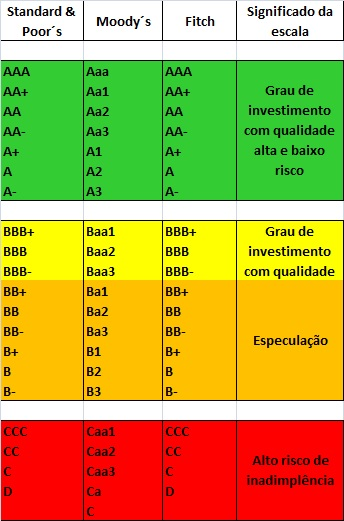 Standard & Poor´s Moody´s Fitch Significado da escala
AAA Aaa AAA
AA+ Aa1 AA+
AA Aa2 AA
AA- Aa3 AA-
A+ A1 A+
A A2 A
A- A3 A-
Grau de
investimento
com qualidade
alta e baixo
risco
BBB+ Baa1 BBB+
BBB Baa2 BBB
BBB- Baa3 BBB-
Grau de
investimento
com qualidade
BB+ Ba1 BB+
BB Ba2 BB
BB- Ba3 BB-
B+ B1 B+
B B2 B
B- B3 B-
Especulação
CCC Caa1 CCC
CC Caa2 CC
C Caa3 C
D Ca D
C
Alto risco de
inadimplência